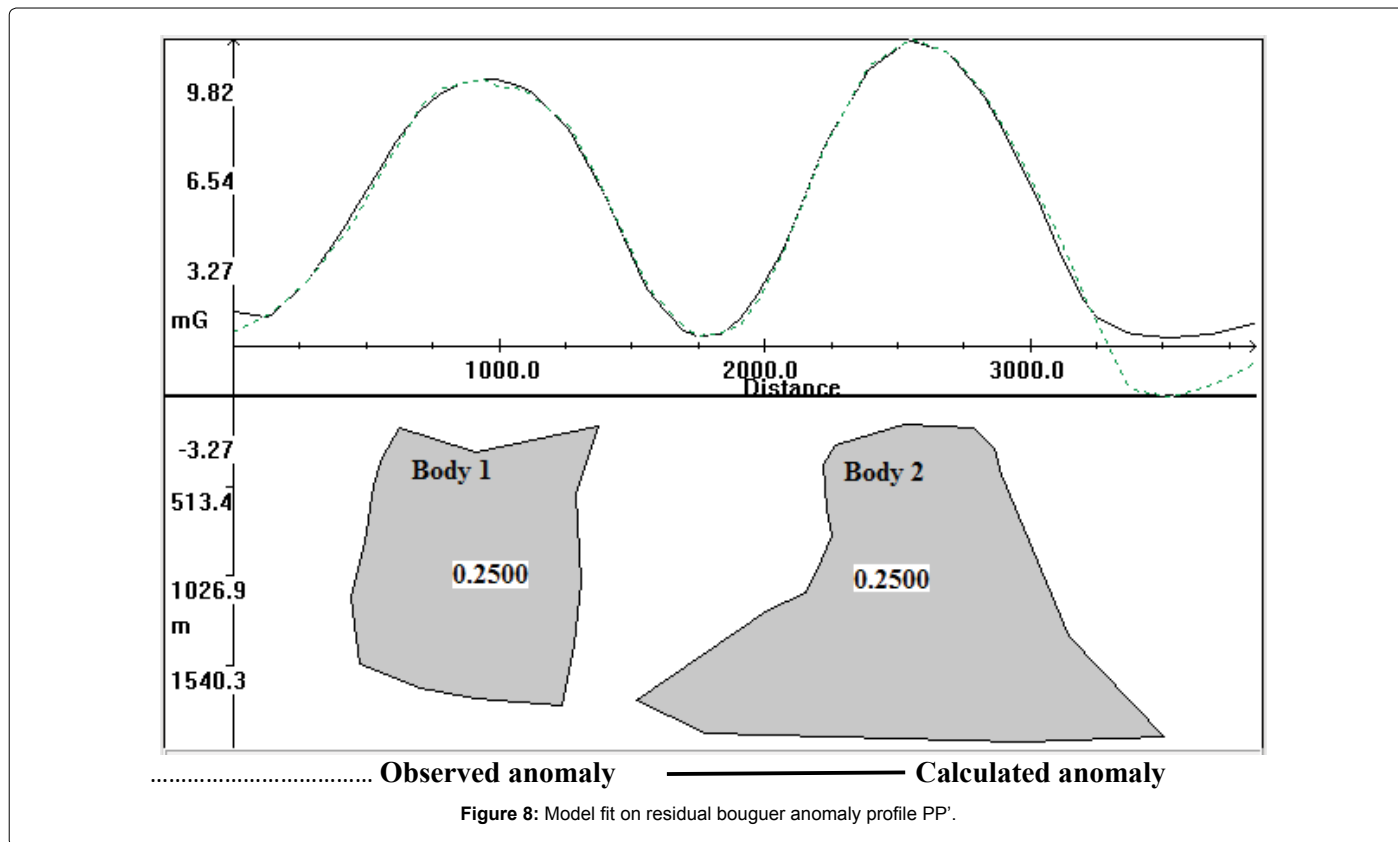 9.82
6.54
3.27
mG
1000.0 2000.0 3000.0
Distance
-3.27
513.4
1026.9
m
1540.3
Body 1 Body 2
0.2500 0.2500
.................................. Observed anomaly Calculated anomaly
Figure 8: Model fit on residual bouguer anomaly profile PP’.